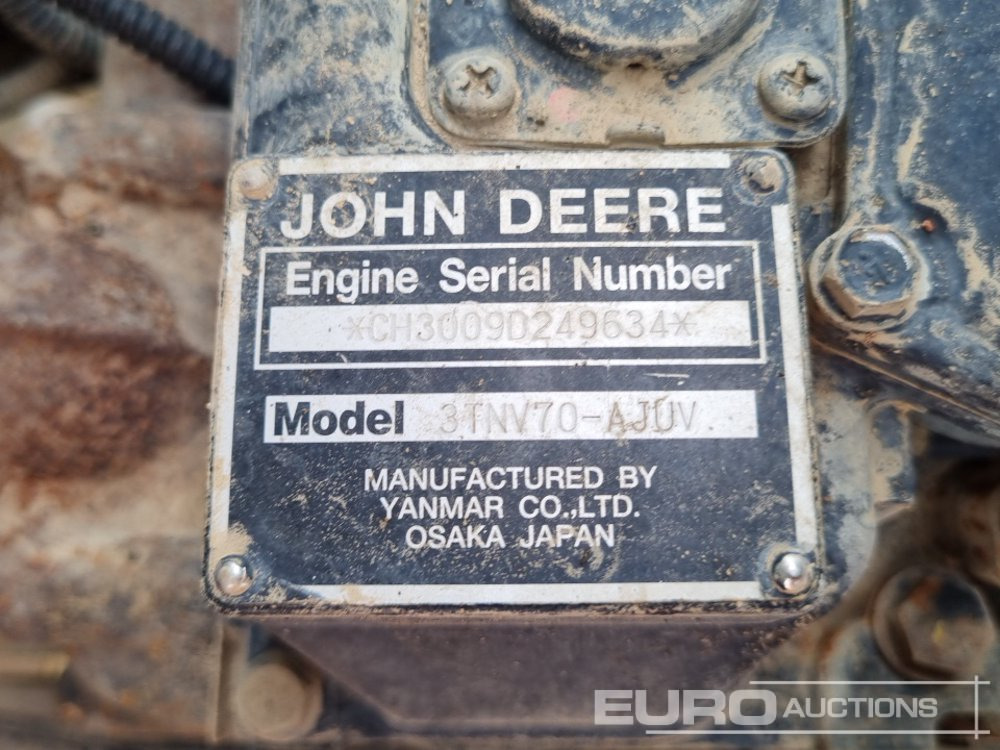 JOHN DEERE
Engine Serial Number
*CH3009D249634*
Model 3TNV70-AJUV
MANUFACTURED BY
YANMAR CO.,LTD.
OSAKA JAPAN
EURO AUCTIONS